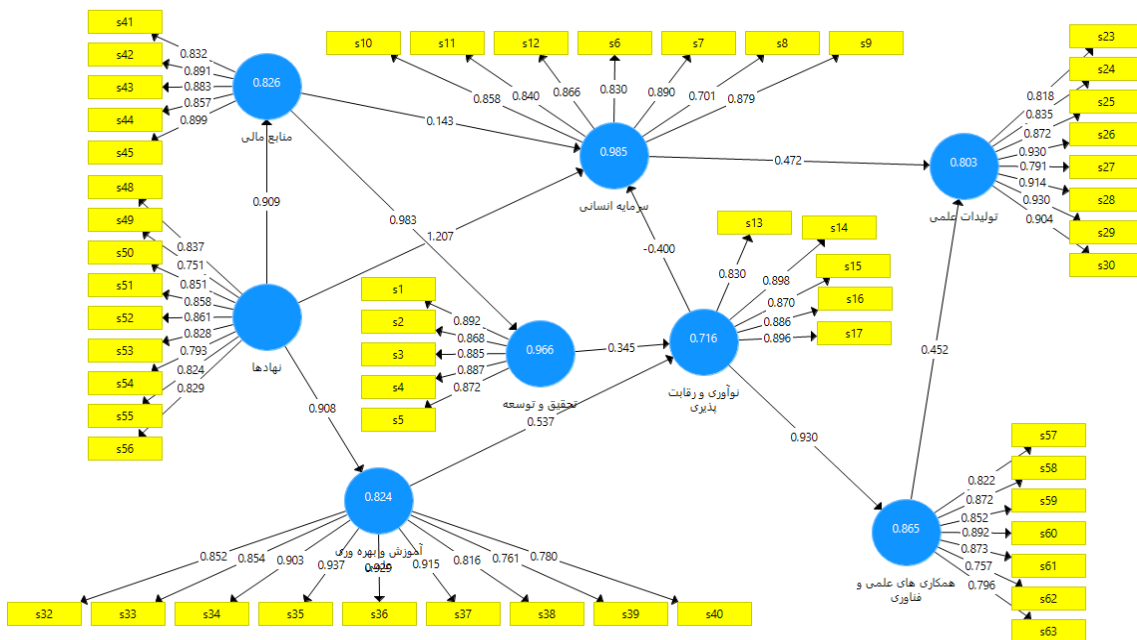 s41
s42
s43
s44
s45
0.832
0.891
0.883
0.857
0.899
0.826
منابع مالی
s10
s11
s12
s6
s7
s8
s9
0.858
0.840
0.866
0.830
0.890
0.701
0.879
0.985
سرمایه انسانی
s23
s24
s25
s26
s27
s28
s29
s30
0.818
0.835
0.872
0.930
0.791
0.914
0.930
0.904
0.803
تولیدات علمی
0.143
0.472
0.909
0.983
1.207
-0.400
s48
s49
s50
s51
s52
s53
s54
s55
s56
0.837
0.751
0.851
0.858
0.861
0.828
0.793
0.824
0.829
نهادها
s1
s2
s3
s4
s5
0.892
0.868
0.885
0.887
0.872
0.966
تحقیق و توسعه
0.345
s13
s14
s15
s16
s17
0.830
0.898
0.870
0.886
0.896
0.716
نوآوری و رقابت
پذیری
0.452
0.908
0.537
0.930
0.824
آموزش و بهره وری
علمی
0.852
0.854
0.903
0.937
0.929
0.915
0.816
0.761
0.780
s32
s33
s34
s35
s36
s37
s38
s39
s40
0.865
همکاری های علمی و
فناوری
0.822
0.872
0.852
0.892
0.873
0.757
0.796
s57
s58
s59
s60
s61
s62
s63